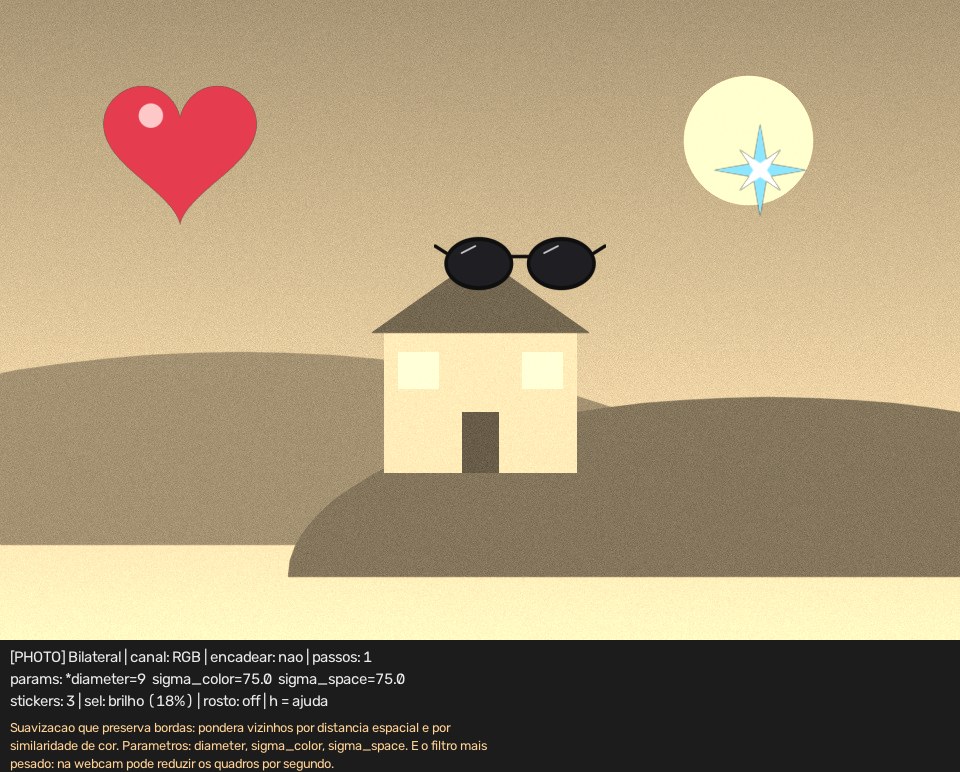 [PHOTO] Bilateral | canal: RGB | encadear: nao | passos: 1
params: *diameter=9 sigma_color=75.0 sigma_space=75.0
stickers: 3 | sel: brilho (18%) | rosto: off | h = ajuda
Suavizacao que preserva bordas: pondera vizinhos por distancia espacial e por
similaridade de cor. Parametros: diameter, sigma_color, sigma_space. E o filtro mais
pesado: na webcam pode reduzir os quadros por segundo.